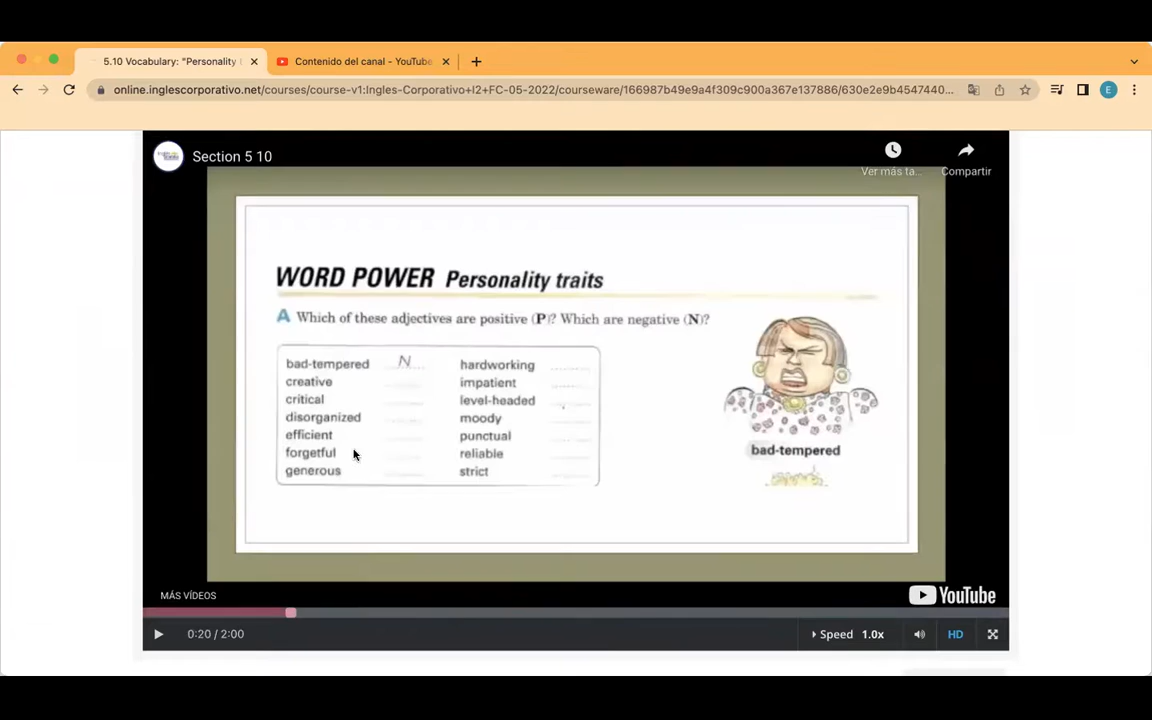 5.10 Vocabulary: "Personality
Contenido del canal - YouTube
online.inglescorporativo.net/courses/course-v1:Ingles-Corporativo+I2+FC-05-2022/courseware/166987b49e9a4f309c900a367e137886/630e2e9b4547440...
E
Section 5 10
Ver más ta...
Compartir
WORD POWER Personality traits
A Which of these adjectives are positive (P)? Which are negative (N)?
bad-tempered N hardworking
creative impatient
critical level-headed
disorganized moody
efficient punctual
forgetful reliable
generous strict
bad-tempered
MÁS VÍDEOS
YouTube
0:20 / 2:00
Speed 1.0x
HD